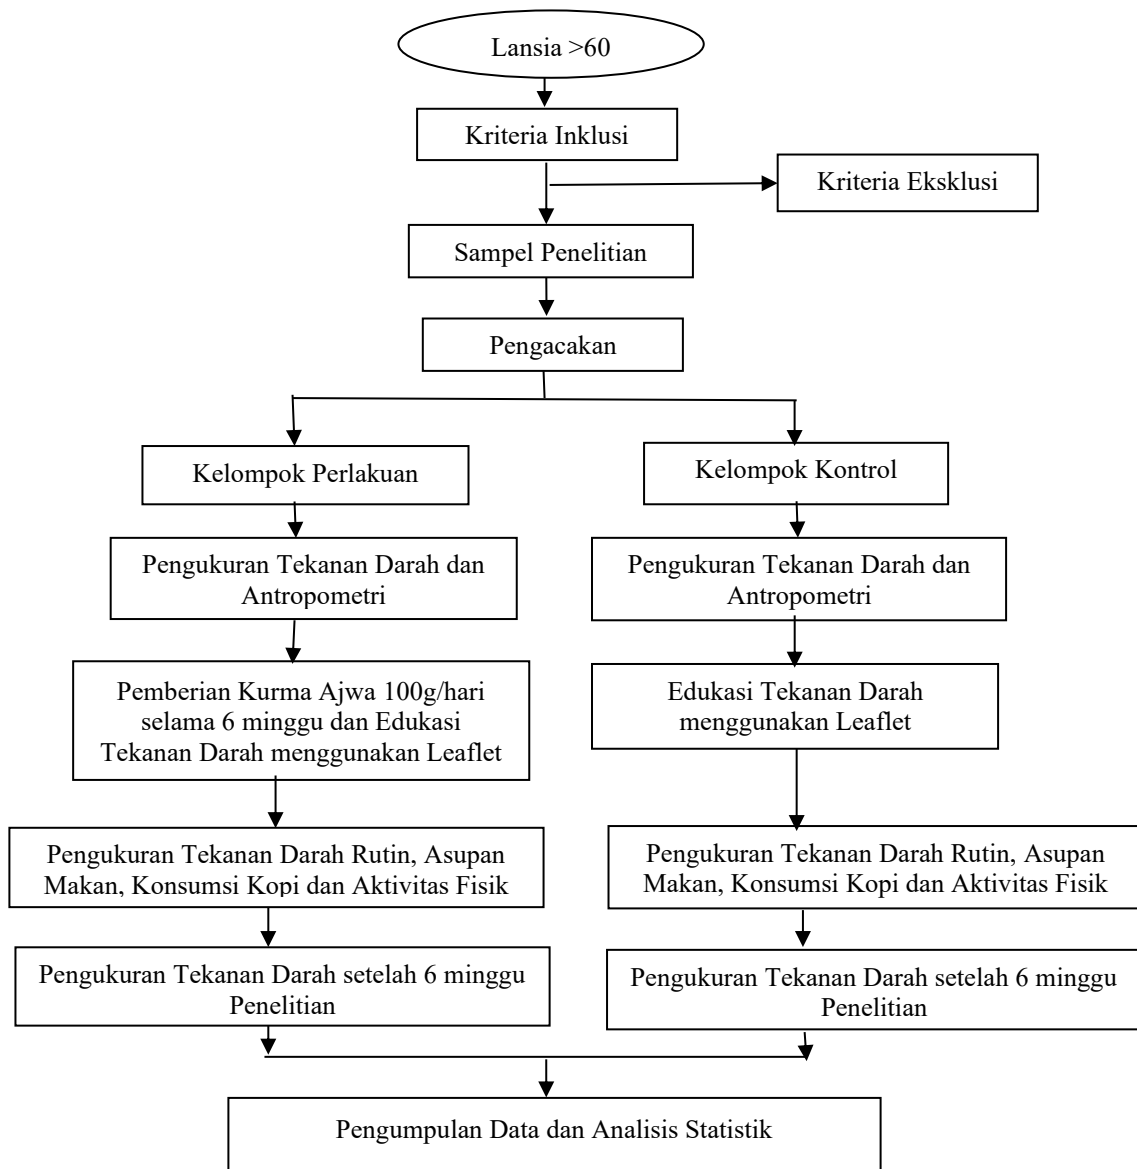 Lansia >60
Kriteria Inklusi
Kriteria Eksklusi
Sampel Penelitian
Pengacakan
Kelompok Perlakuan
Kelompok Kontrol
Pengukuran Tekanan Darah dan
Antropometri
Pengukuran Tekanan Darah dan
Antropometri
Pemberian Kurma Ajwa 100g/hari
selama 6 minggu dan Edukasi
Tekanan Darah menggunakan Leaflet
Edukasi Tekanan Darah
menggunakan Leaflet
Pengukuran Tekanan Darah Rutin, Asupan
Makan, Konsumsi Kopi dan Aktivitas Fisik
Pengukuran Tekanan Darah Rutin, Asupan
Makan, Konsumsi Kopi dan Aktivitas Fisik
Pengukuran Tekanan Darah setelah 6 minggu
Penelitian
Pengukuran Tekanan Darah setelah 6 minggu
Penelitian
Pengumpulan Data dan Analisis Statistik